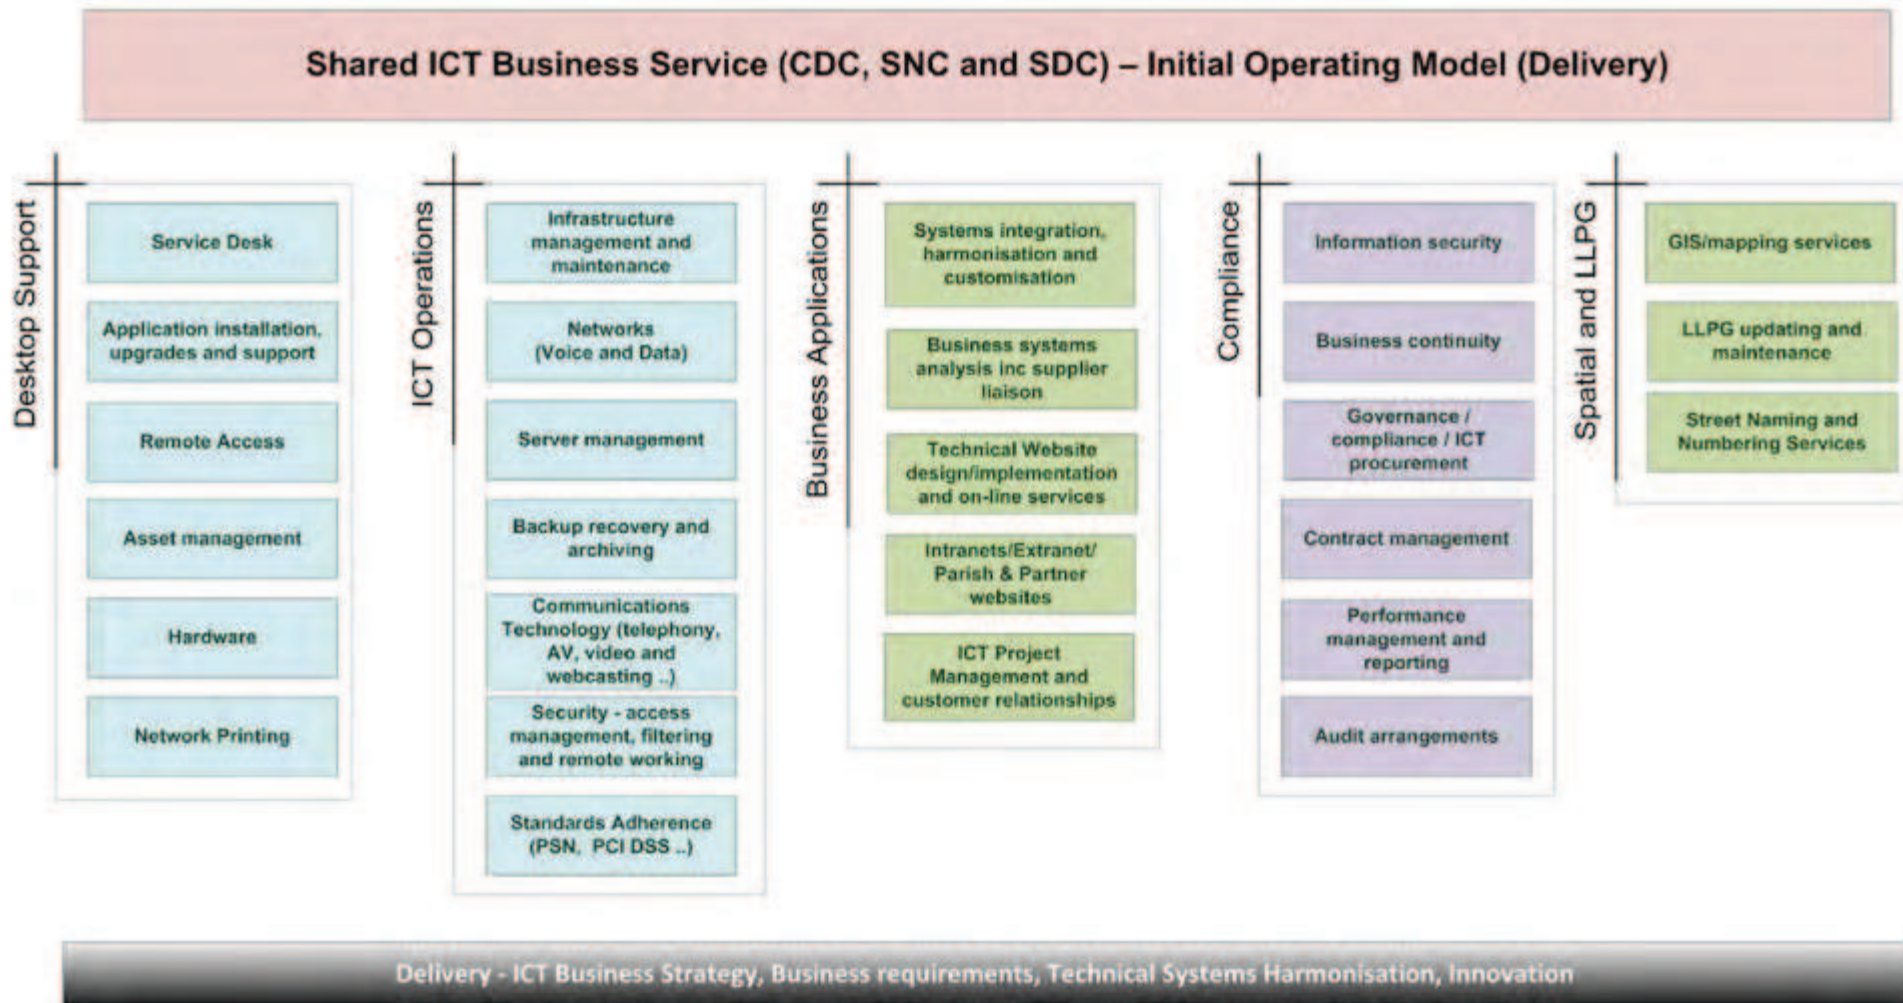 Shared ICT Business Service (CDC, SNC and SDC) – Initial Operating Model (Delivery)
Desktop Support
Service Desk
Application installation,
upgrades and support
Remote Access
Asset management
Hardware
Network Printing
ICT Operations
Infrastructure
management and
maintenance
Networks
(Voice and Data)
Server management
Backup recovery and
archiving
Communications
Technology (telephony,
AV, video and
webcasting ..)
Security - access
management, filtering
and remote working
Standards Adherence
(PSN, PCI DSS ..)
Business Applications
Systems integration,
harmonisation and
customisation
Business systems
analysis inc supplier
liaison
Technical Website
design/implementation
and on-line services
Intranets/Extranet/
Parish & Partner
websites
ICT Project
Management and
customer relationships
Compliance
Information security
Business continuity
Governance /
compliance / ICT
procurement
Contract management
Performance
management and
reporting
Audit arrangements
Spatial and LLPG
GIS/mapping services
LLPG updating and
maintenance
Street Naming and
Numbering Services
Delivery - ICT Business Strategy, Business requirements, Technical Systems Harmonisation, Innovation